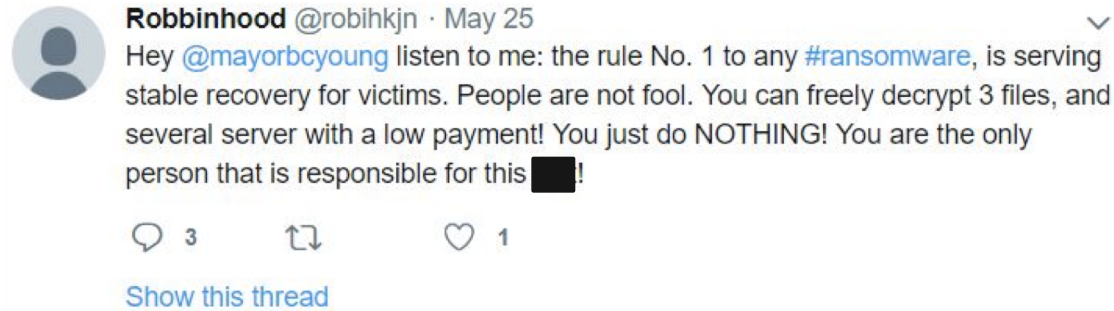 Robbinhood @robihkjn · May 25
Hey @mayorbcyoung listen to me: the rule No. 1 to any #ransomware, is serving
stable recovery for victims. People are not fool. You can freely decrypt 3 files, and
several server with a low payment! You just do NOTHING! You are the only
person that is responsible for this !
3 1
Show this thread